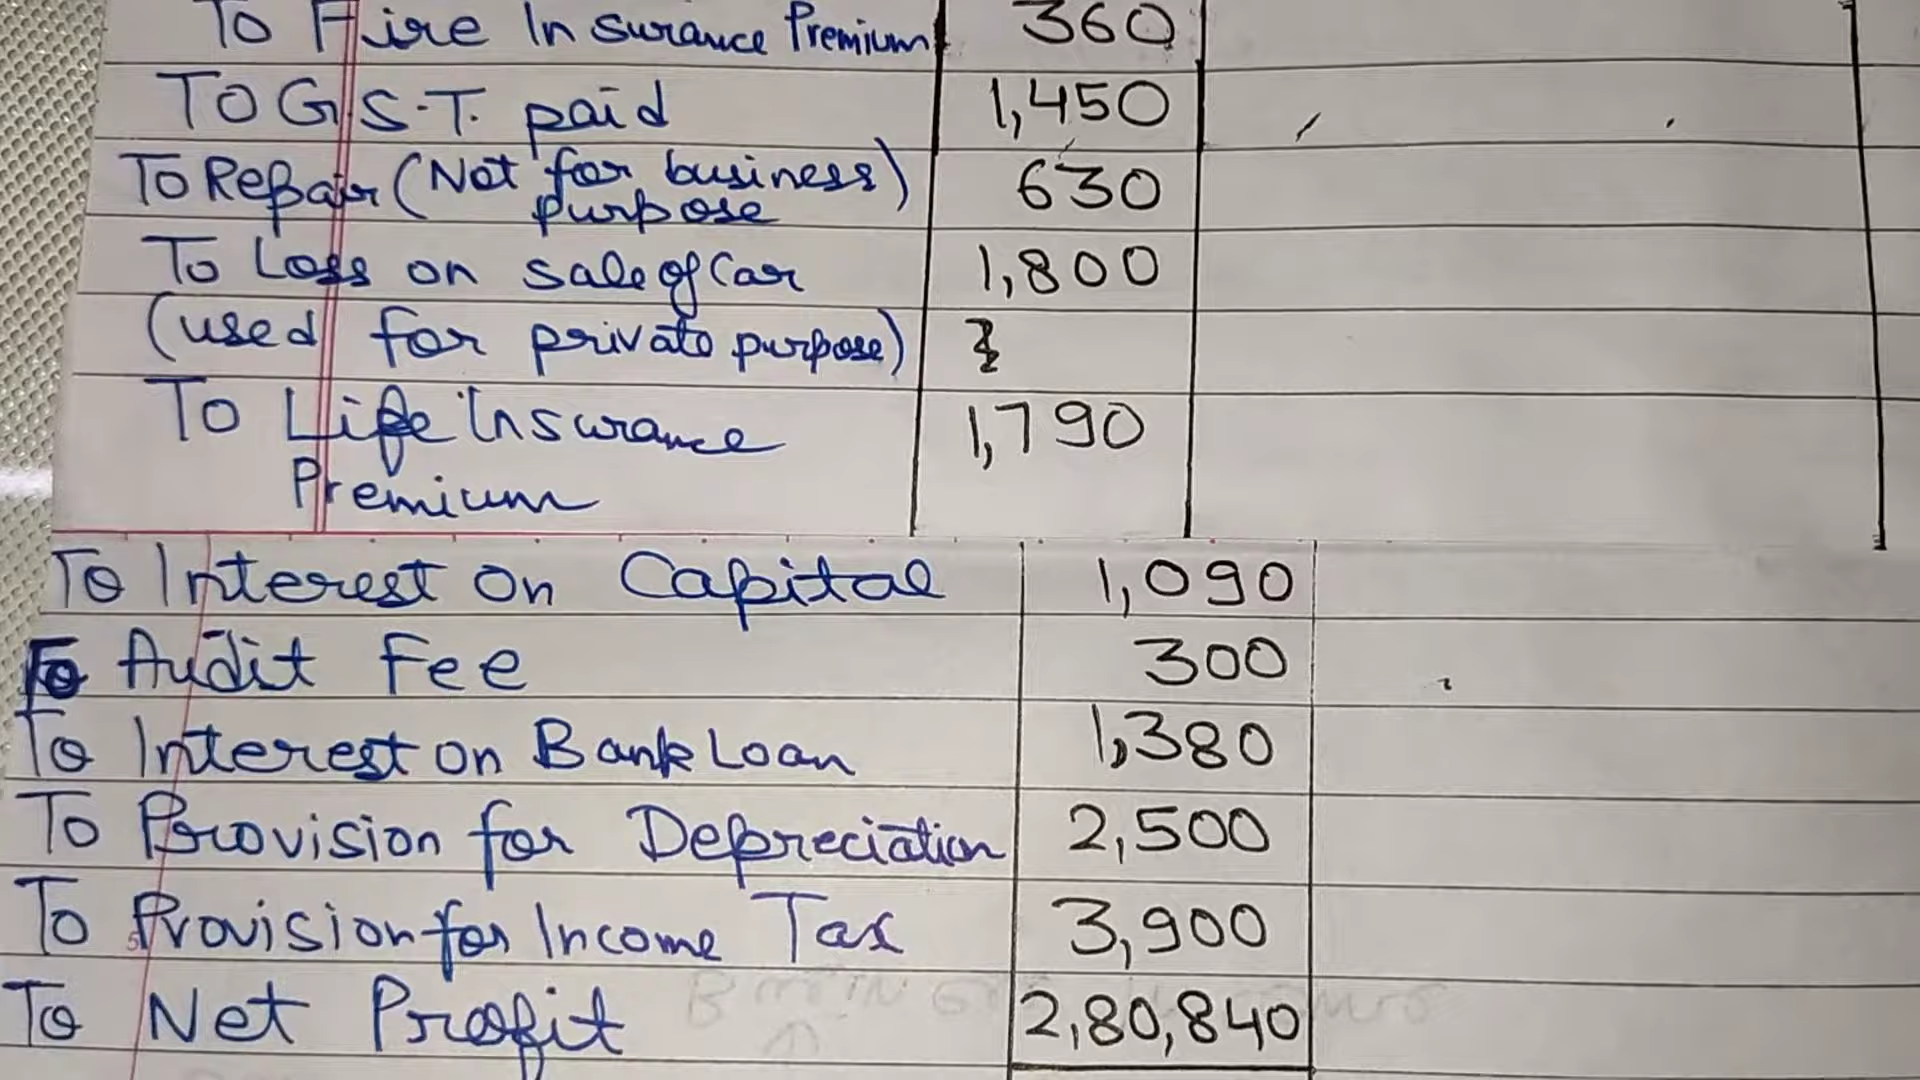 To Fire Insurance Premium 360
To G.S.T. paid 1,450
To Repair (Not for business) 630
purpose
To Loss on sale of Car 1,800
(used for private purpose)
To Life Insurance 1,790
Premium
To Interest on Capital 1,090
To Audit Fee 300
To Interest on Bank Loan 1,380
To Provision for Depreciation 2,500
To Provision for Income Tax 3,900
To Net Profit 2,80,840